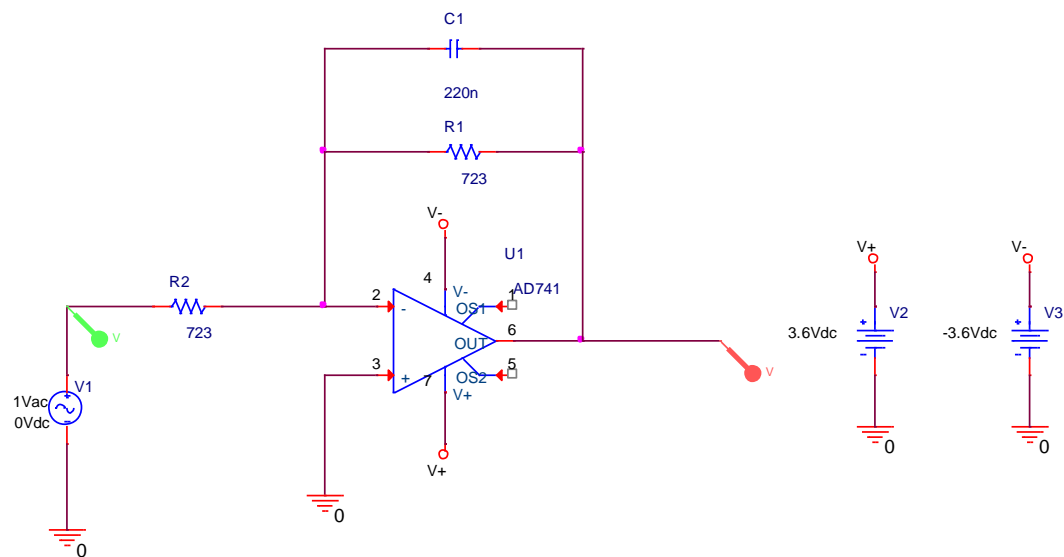 C1
220n
R1
723
V-
U1
4
AD741
V+
V-
R2
2
V-
1
-
OS1
723
6
V2
V3
3.6Vdc
-3.6Vdc
OUT
V
V
3
+
7
OS2
5
V+
V1
1Vac
0Vdc
V+
0
0
0
0